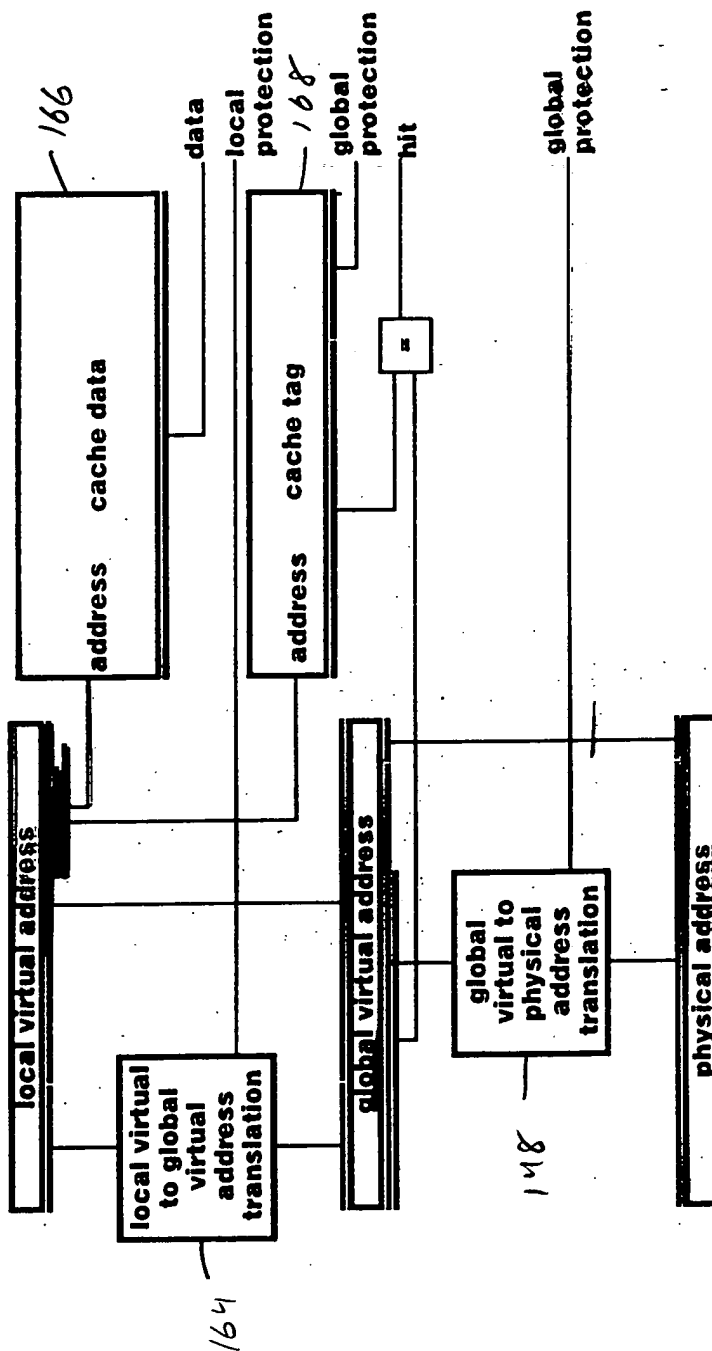 local virtual address
166
address cache data
data
local virtual
to global
virtual
address
translation
164
local
protection
address cache tag
168
global
protection
=
hit
global virtual address
global
virtual to
physical
address
translation
148
global
protection
physical address